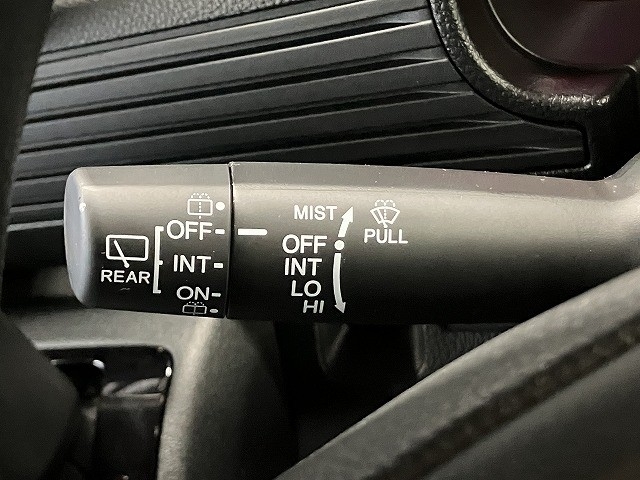 OFF
INT
ON
REAR
MIST
OFF
INT
LO
HI
PULL